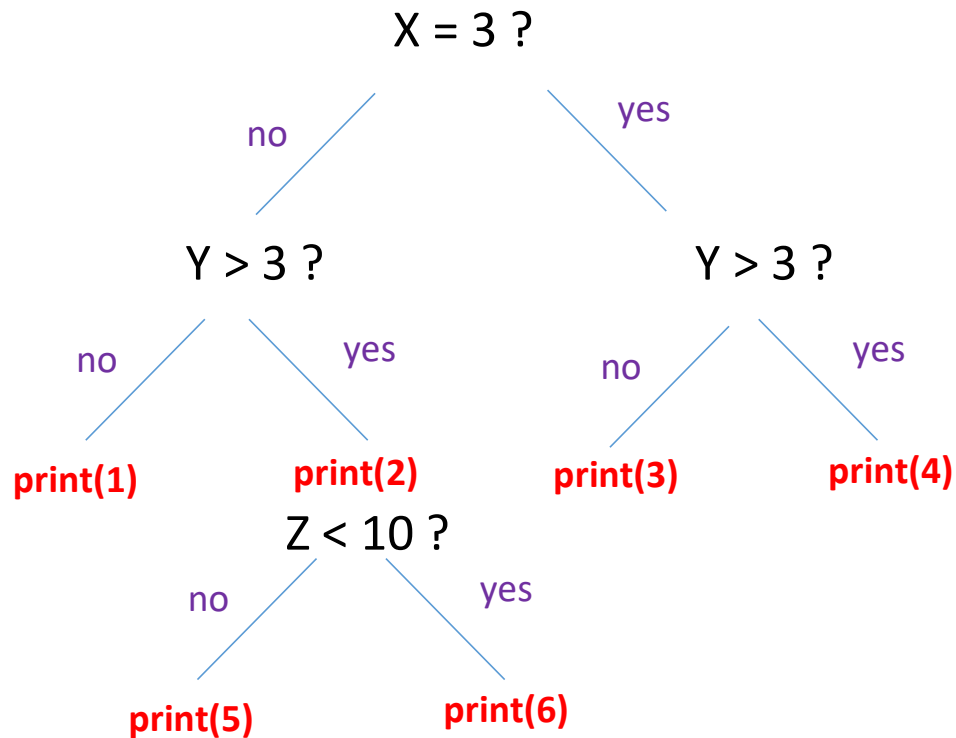 X = 3 ?
no
yes
Y > 3 ?
Y > 3 ?
no
yes
no
yes
print(1)
print(2)
print(3)
print(4)
Z < 10 ?
no
yes
print(5)
print(6)